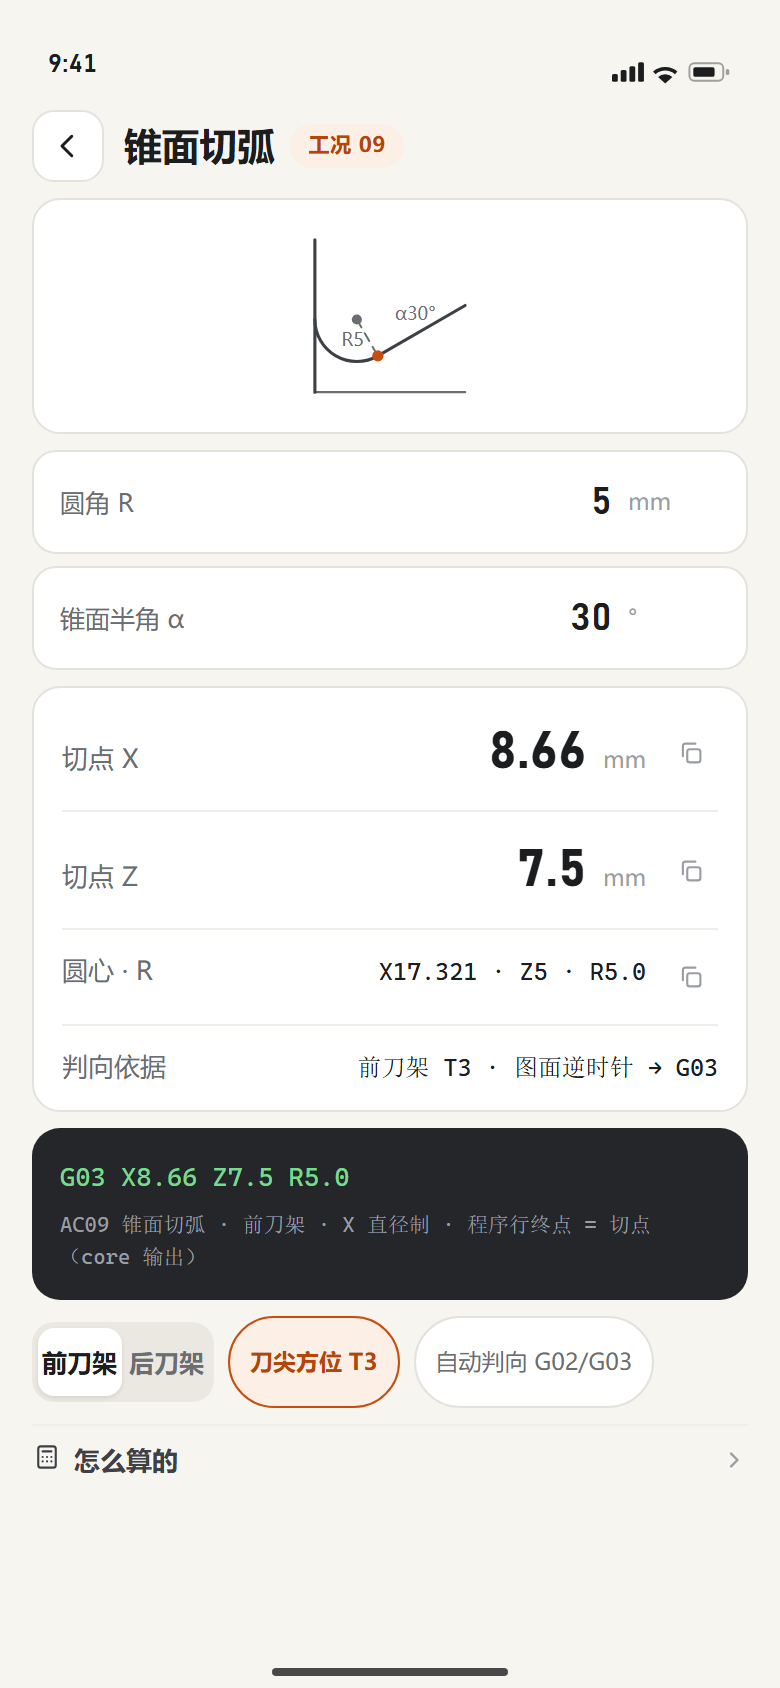 9:41
锥面切弧 工况 09
α30°
R5
圆角 R 5 mm
锥面半角 α 30 °
切点 X 8.66 mm
切点 Z 7.5 mm
圆心 · R X17.321 · Z5 · R5.0
判向依据 前刀架 T3 · 图面逆时针 → G03
G03 X8.66 Z7.5 R5.0
AC09 锥面切弧 · 前刀架 · X 直径制 · 程序行终点 = 切点
（core 输出）
前刀架 后刀架 刀尖方位 T3 自动判向 G02/G03
怎么算的